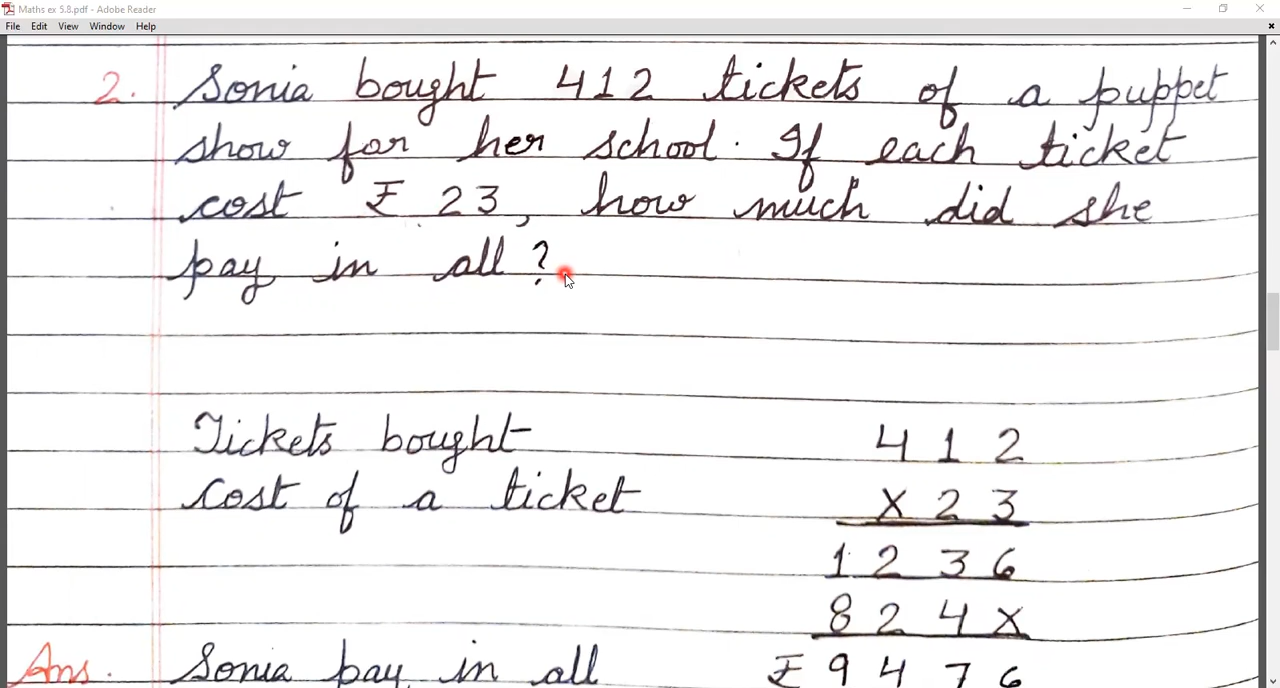 Maths ex 5.8.pdf - Adobe Reader
File Edit View Window Help
2. Sonia bought 412 tickets of a puppet
show for her school. If each ticket
cost ₹ 23, how much did she
pay in all?
Tickets bought 412
Cost of a ticket X 23
1236
824X
Ans. Sonia pay in all ₹ 9476